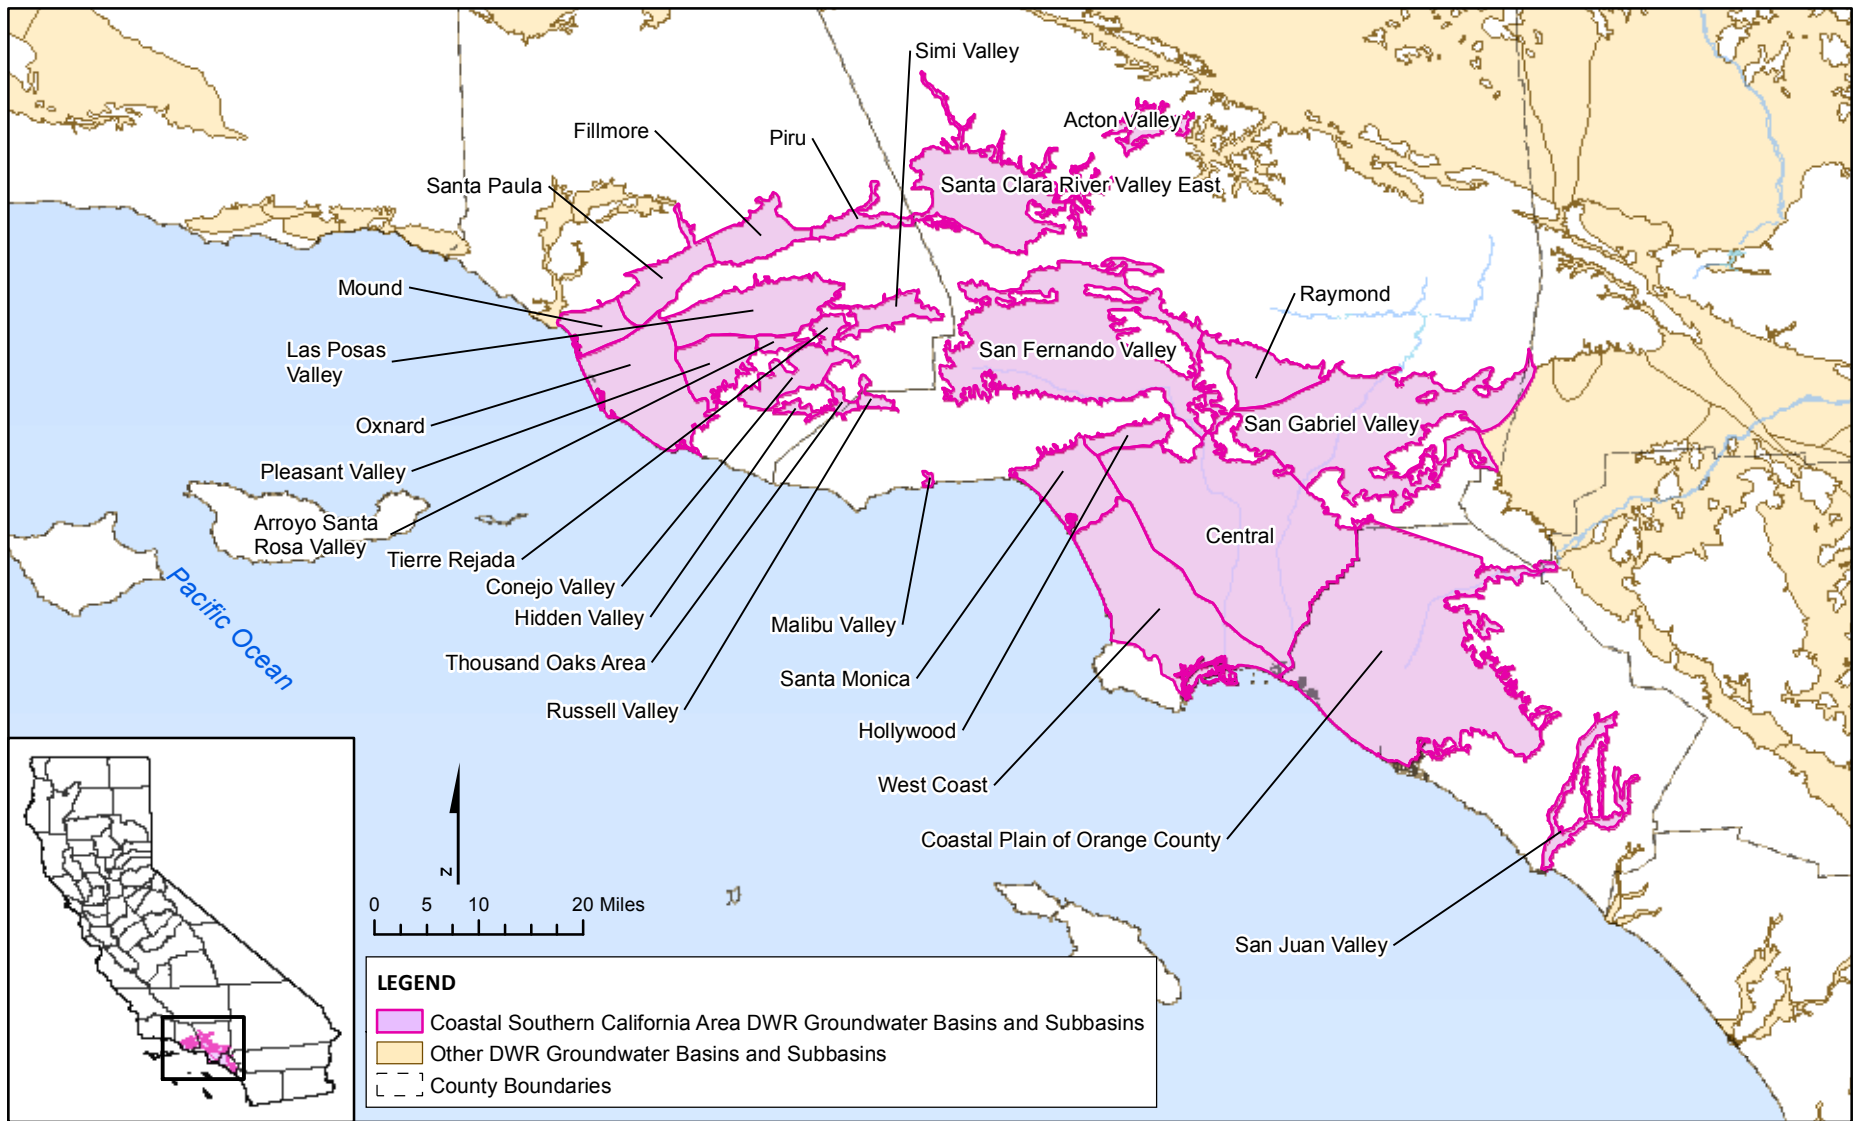 Simi Valley
Acton Valley
Fillmore
Piru
Santa Paula
Santa Clara River Valley East
Mound
Raymond
Las Posas
Valley
San Fernando Valley
Oxnard
San Gabriel Valley
Pleasant Valley
Arroyo Santa
Rosa Valley
Central
Tierre Rejada
Conejo Valley
Hidden Valley
Pacific Ocean
Malibu Valley
Thousand Oaks Area
Santa Monica
Russell Valley
Hollywood
West Coast
Coastal Plain of Orange County
San Juan Valley
z
0 5 10 20 Miles
LEGEND
Coastal Southern California Area DWR Groundwater Basins and Subbasins
Other DWR Groundwater Basins and Subbasins
County Boundaries